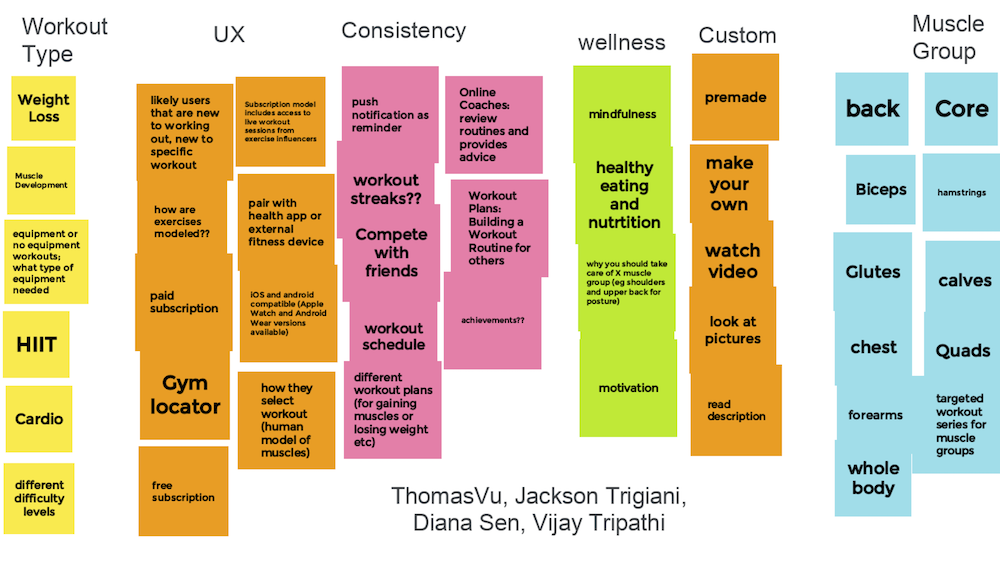 Workout
Type
Weight
Loss
Muscle
Development
equipment or
no equipment
workouts;
what type of
equipment
needed
HIIT
Cardio
different
difficulty
levels
UX
likely users
that are new
to working
out, new to
specific
workout
how are
exercises
modeled??
paid
subscription
Gym
locator
free
subscription
Subscription model
includes access to
live workout
sessions from
exercise influencers
pair with
health app or
external
fitness device
iOS and android
compatible (Apple
Watch and Android
Wear versions
available)
how they
select
workout
(human
model of
muscles)
Consistency
push
notification as
reminder
workout
streaks??
Compete
with
friends
workout
schedule
different
workout plans
(for gaining
muscles or
losing weight
etc)
Online
Coaches:
review
routines and
provides
advice
Workout
Plans:
Building a
Workout
Routine for
others
achievements??
wellness
mindfulness
healthy
eating
and
nutrtition
why you should take
care of X muscle
group (eg shoulders
and upper back for
posture)
motivation
Custom
premade
make
your
own
watch
video
look at
pictures
read
description
Muscle
Group
back
Biceps
Glutes
chest
forearms
whole
body
Core
hamstrings
calves
Quads
targeted
workout
series for
muscle
groups
ThomasVu, Jackson Trigiani,
Diana Sen, Vijay Tripathi